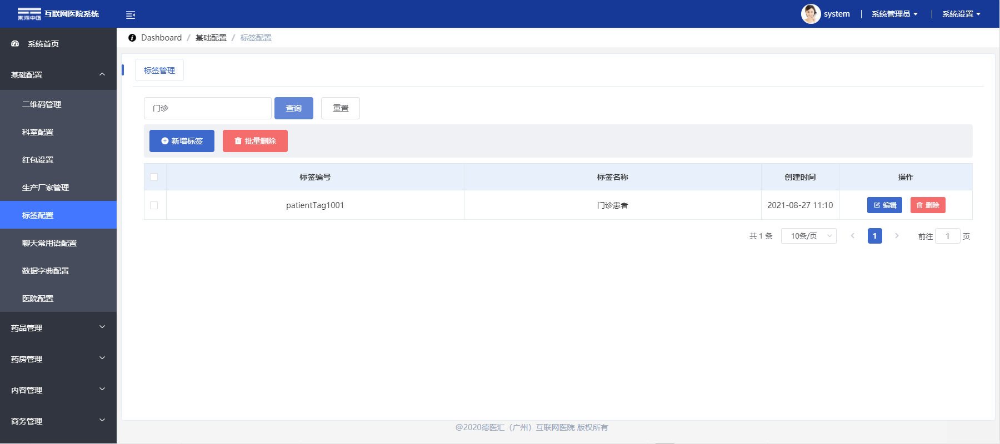 東源中医 互联网医院系统
system
系统管理员
系统设置
系统首页
基础配置
二维码管理
科室配置
红包设置
生产厂家管理
标签配置
聊天常用语配置
数据字典配置
医院配置
药品管理
药房管理
内容管理
商务管理
Dashboard / 基础配置 / 标签配置
标签管理
门诊 查询 重置
新增标签 批量删除
标签编号 标签名称 创建时间 操作
patientTag1001 门诊患者 2021-08-27 11:10 编辑 删除
共 1 条 10条/页 1 前往 1 页
@2020德医汇（广州）互联网医院 版权所有